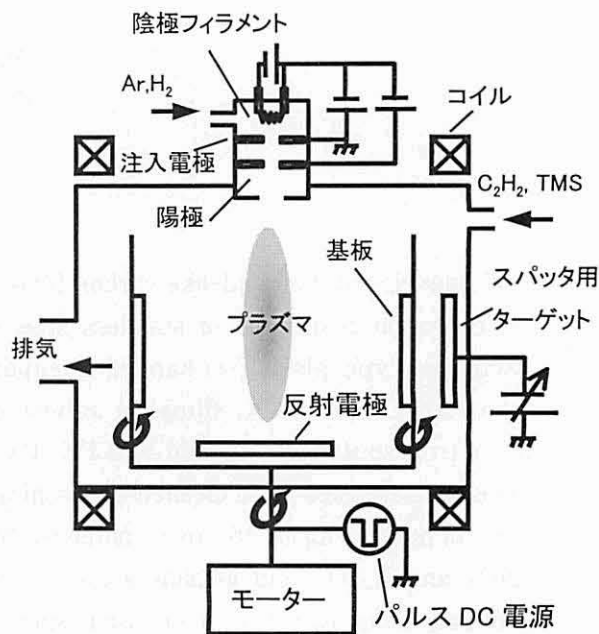 陰極フィラメント
Ar,H₂
コイル
注入電極
陽極
C₂H₂, TMS
基板
スパッタ用
ターゲット
プラズマ
排気
反射電極
モーター
パルス DC 電源